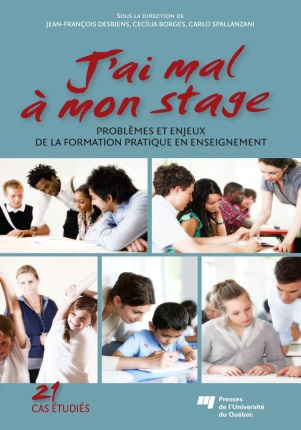 SOUS LA DIRECTION DE
JEAN-FRANÇOIS DESBIENS, CECÍLIA BORGES, CARLO SPALLANZANI
J'ai mal
à mon stage
PROBLÈMES ET ENJEUX
DE LA FORMATION PRATIQUE EN ENSEIGNEMENT
21
CAS ÉTUDIÉS
Presses
de l'Université
du Québec